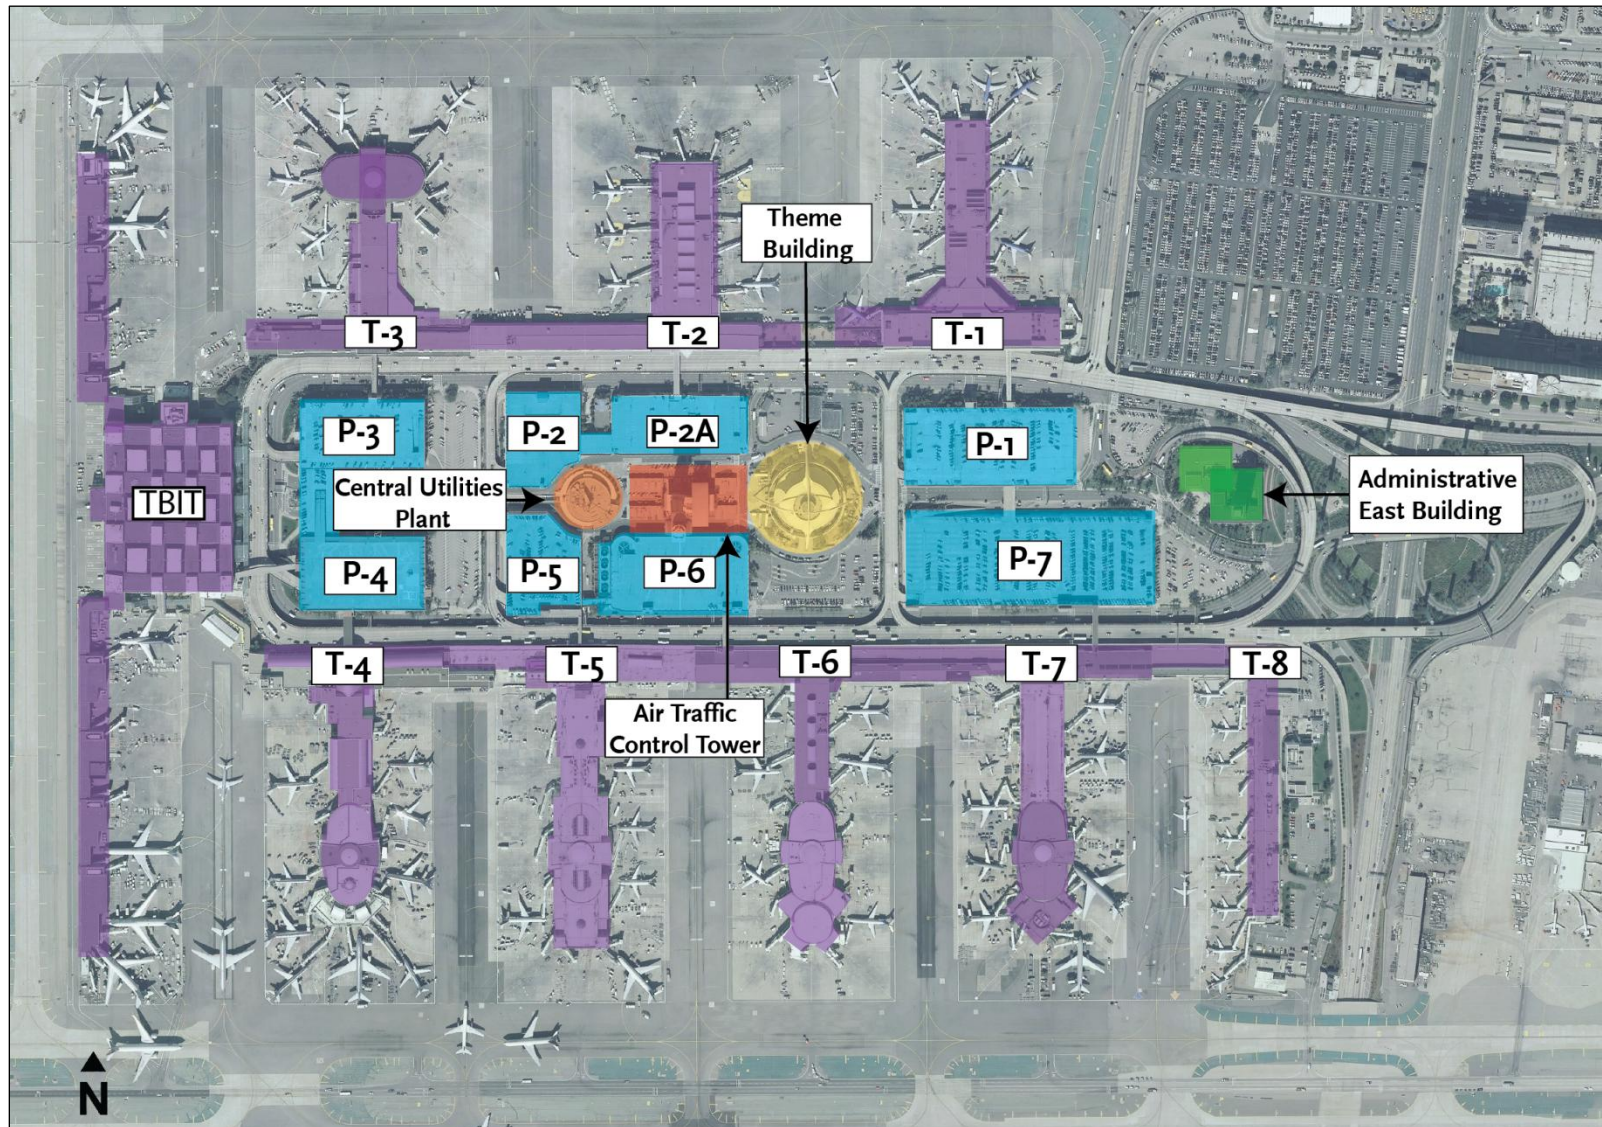 Theme
Building
T-3
T-2
T-1
P-3
P-2
P-2A
P-1
TBIT
Central Utilities
Plant
Administrative
East Building
P-4
P-5
P-6
P-7
T-4
T-5
T-6
T-7
T-8
Air Traffic
Control Tower
N